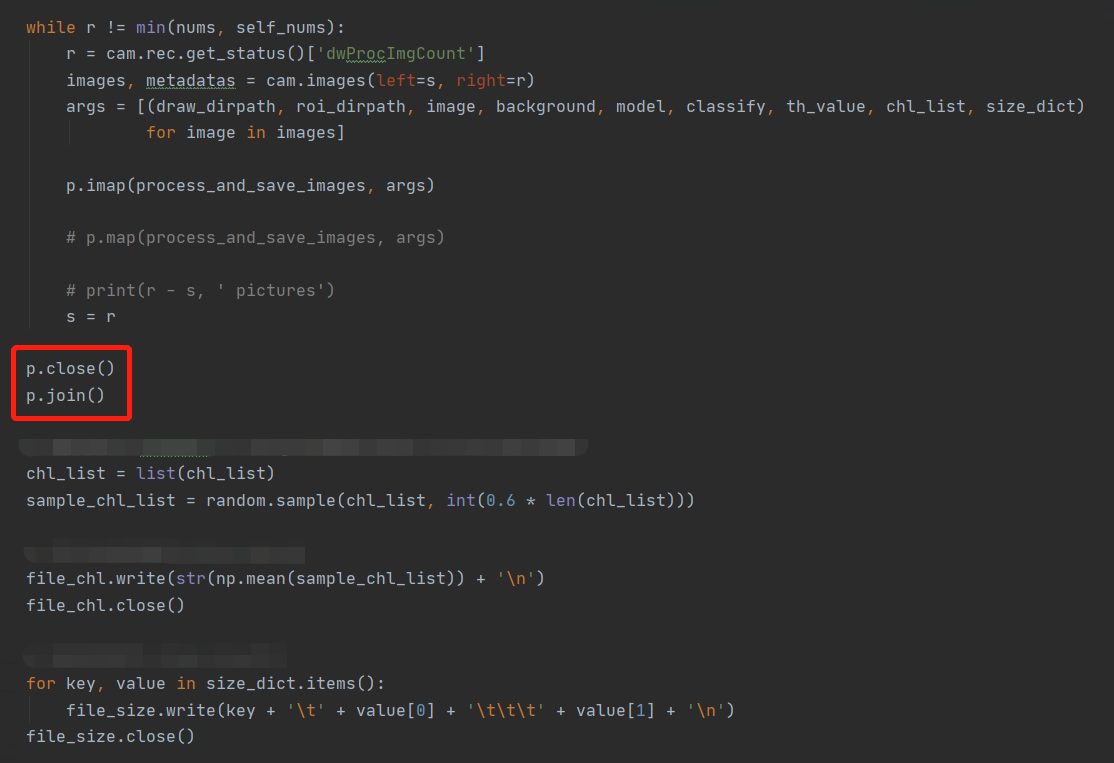 while r != min(nums, self_nums):
    r = cam.rec.get_status()['dwProcImgCount']
    images, metadatas = cam.images(left=s, right=r)
    args = [(draw_dirpath, roi_dirpath, image, background, model, classify, th_value, chl_list, size_dict)
            for image in images]
    p.imap(process_and_save_images, args)
    # p.map(process_and_save_images, args)
    # print(r - s, ' pictures')
    s = r
p.close()
p.join()
chl_list = list(chl_list)
sample_chl_list = random.sample(chl_list, int(0.6 * len(chl_list)))
file_chl.write(str(np.mean(sample_chl_list)) + '\n')
file_chl.close()
for key, value in size_dict.items():
    file_size.write(key + '\t' + value[0] + '\t\t\t' + value[1] + '\n')
file_size.close()